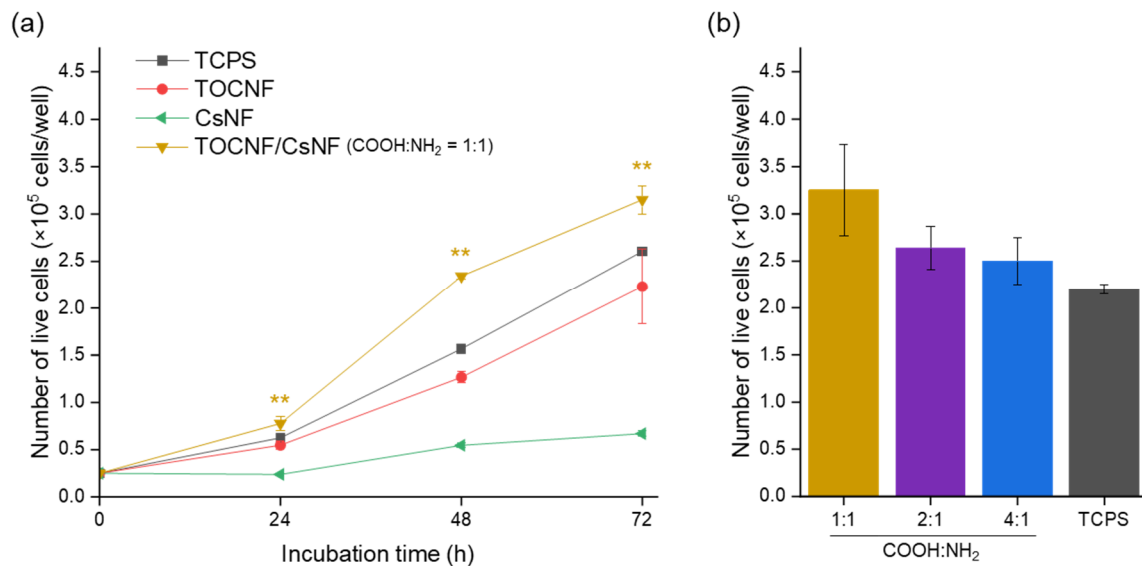 (a)
Number of live cells (×10⁵ cells/well)
4.5
4.0
3.5
3.0
2.5
2.0
1.5
1.0
0.5
0.0
TCPS
TOCNF
CsNF
TOCNF/CsNF (COOH:NH₂ = 1:1)
**
**
**
0 24 48 72
Incubation time (h)
(b)
Number of live cells (×10⁵ cells/well)
4.5
4.0
3.5
3.0
2.5
2.0
1.5
1.0
0.5
0.0
1:1 2:1 4:1 TCPS
COOH:NH₂